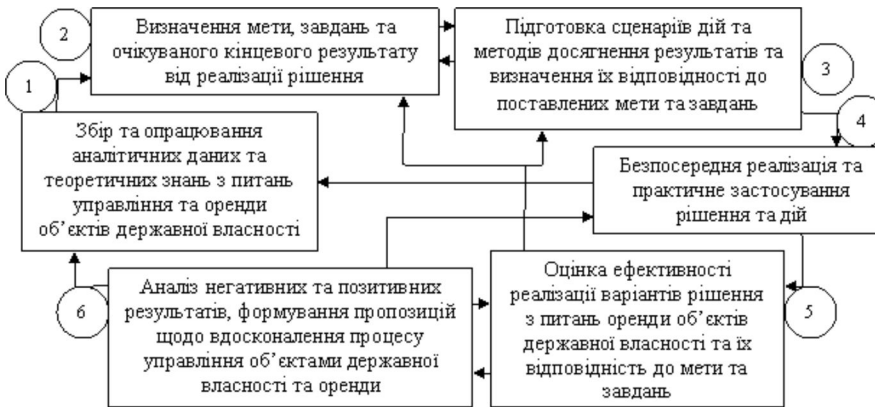 1
Збір та опрацювання
аналітичних даних та
теоретичних знань з питань
управління та оренди
об’єктів державної власності
2
Визначення мети, завдань та
очікуваного кінцевого результату
від реалізації рішення
3
Підготовка сценаріїв дій та
методів досягнення результатів та
визначення їх відповідності до
поставлених мети та завдань
4
Безпосередня реалізація та
практичне застосування
рішення та дій
5
Оцінка ефективності
реалізації варіантів рішення
з питань оренди об’єктів
державної власності та їх
відповідність до мети та
завдань
6
Аналіз негативних та позитивних
результатів, формування пропозицій
щодо вдосконалення процесу
управління об’єктами державної
власності та оренди